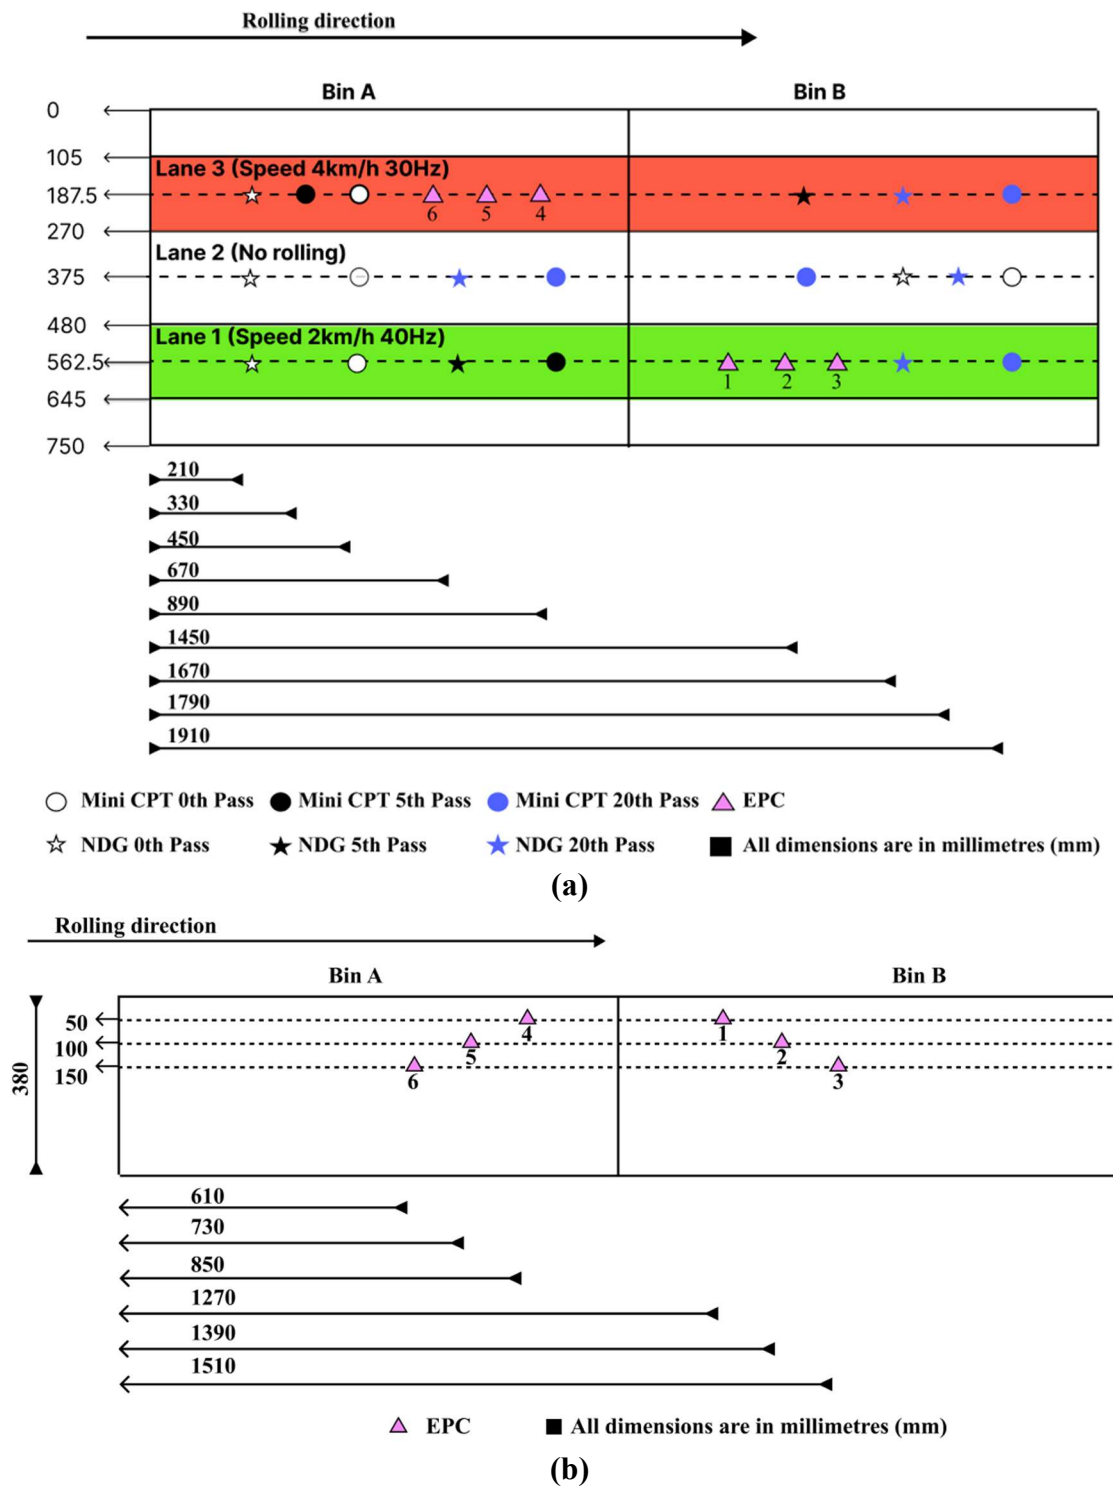 Rolling direction
Bin A Bin B
0
105
Lane 3 (Speed 4km/h 30Hz)
187.5
6 5 4
270
Lane 2 (No rolling)
375
480
Lane 1 (Speed 2km/h 40Hz)
562.5
1 2 3
645
750
210
330
450
670
890
1450
1670
1790
1910
Mini CPT 0th Pass Mini CPT 5th Pass Mini CPT 20th Pass EPC
NDG 0th Pass NDG 5th Pass NDG 20th Pass All dimensions are in millimetres (mm)
(a)
Rolling direction
Bin A Bin B
50
4 1
100
5 2
150
6 3
380
610
730
850
1270
1390
1510
EPC All dimensions are in millimetres (mm)
(b)